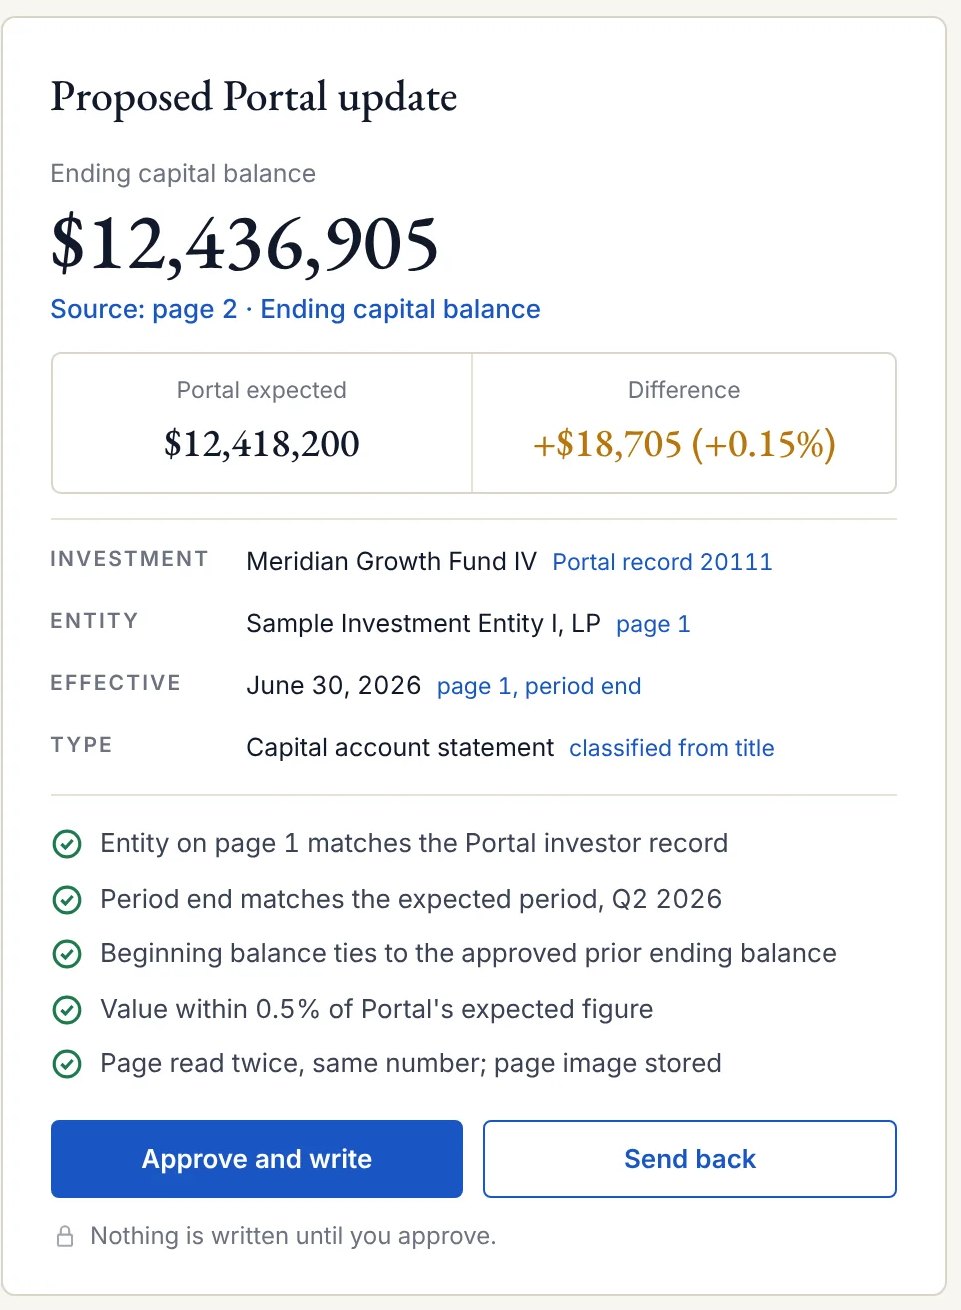 Proposed Portal update
Ending capital balance
$12,436,905
Source: page 2 · Ending capital balance
Portal expected
$12,418,200
Difference
+$18,705 (+0.15%)
INVESTMENT Meridian Growth Fund IV Portal record 20111
ENTITY Sample Investment Entity I, LP page 1
EFFECTIVE June 30, 2026 page 1, period end
TYPE Capital account statement classified from title
Entity on page 1 matches the Portal investor record
Period end matches the expected period, Q2 2026
Beginning balance ties to the approved prior ending balance
Value within 0.5% of Portal's expected figure
Page read twice, same number; page image stored
Approve and write
Send back
Nothing is written until you approve.